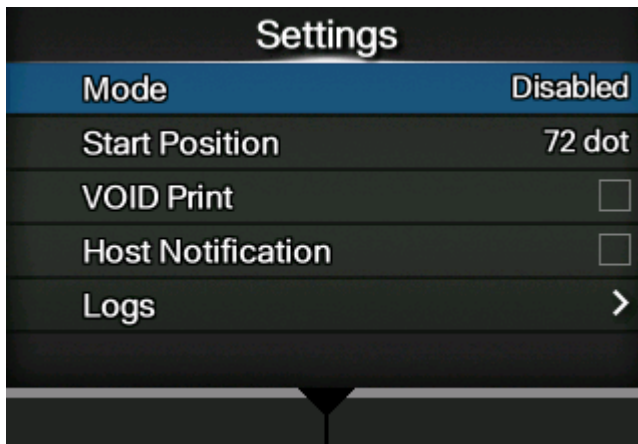 Settings
Mode Disabled
Start Position 72 dot
VOID Print
Host Notification
Logs